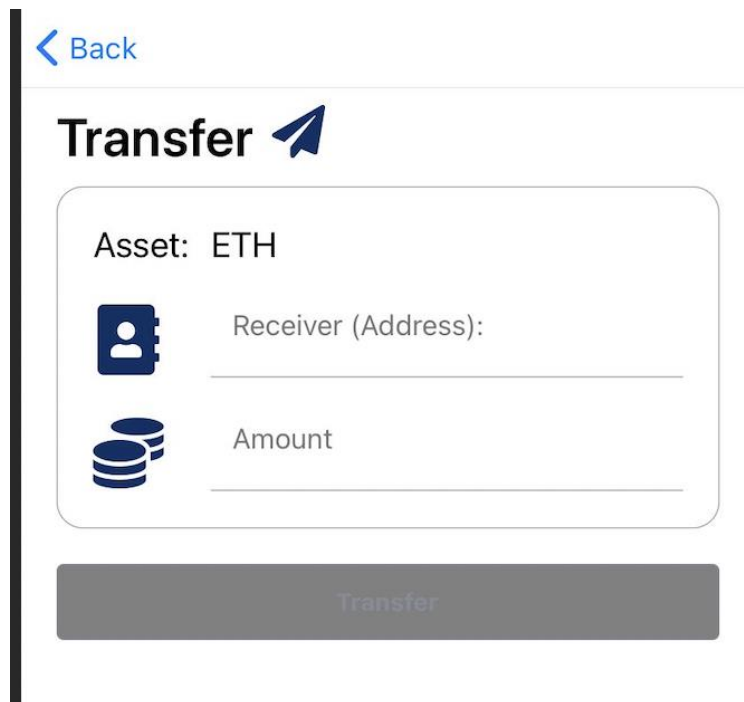 Back
Transfer
Asset: ETH
Receiver (Address):
Amount
Transfer